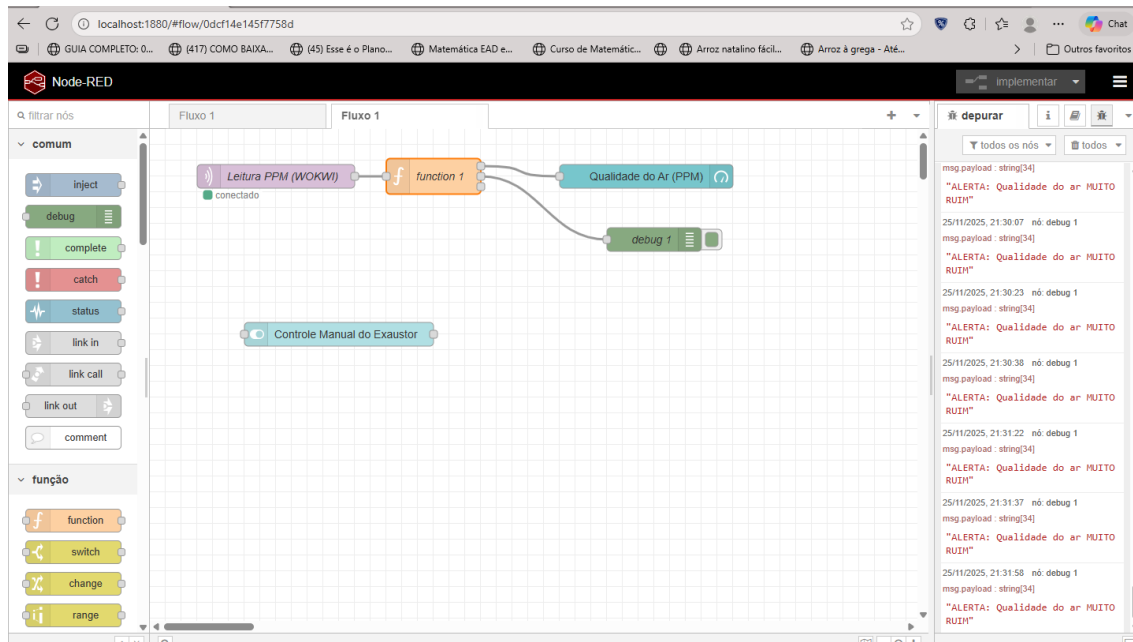 localhost:1880/#flow/0dcf14e145f7758d
Chat
GUIA COMPLETO: 0...
(417) COMO BAIXA...
(45) Esse é o Plano...
Matemática EAD e...
Curso de Matemátic...
Arroz natalino fácil...
Arroz à grega - Até...
Outros favoritos
Node-RED
implementar
filtrar nós
Fluxo 1
Fluxo 1
depurar
todos os nós
todos
comum
inject
debug
complete
catch
status
link in
link call
link out
comment
função
function
switch
change
range
Leitura PPM (WOKWI)
conectado
function 1
Qualidade do Ar (PPM)
debug 1
Controle Manual do Exaustor
msg.payload : string[34]
"ALERTA: Qualidade do ar MUITO
RUIM"
25/11/2025, 21:30:07 nó: debug 1
msg.payload : string[34]
"ALERTA: Qualidade do ar MUITO
RUIM"
25/11/2025, 21:30:23 nó: debug 1
msg.payload : string[34]
"ALERTA: Qualidade do ar MUITO
RUIM"
25/11/2025, 21:30:38 nó: debug 1
msg.payload : string[34]
"ALERTA: Qualidade do ar MUITO
RUIM"
25/11/2025, 21:31:22 nó: debug 1
msg.payload : string[34]
"ALERTA: Qualidade do ar MUITO
RUIM"
25/11/2025, 21:31:37 nó: debug 1
msg.payload : string[34]
"ALERTA: Qualidade do ar MUITO
RUIM"
25/11/2025, 21:31:58 nó: debug 1
msg.payload : string[34]
"ALERTA: Qualidade do ar MUITO
RUIM"